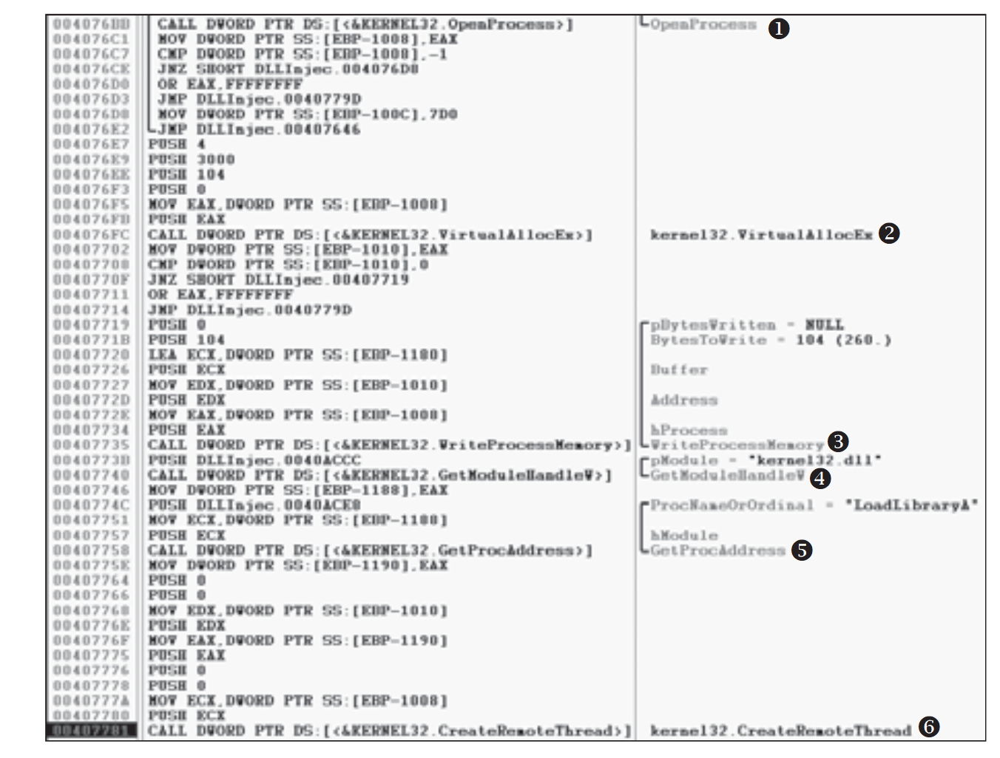 004076BB CALL DWORD PTR DS:[<&KERNEL32.OpenProcess>] OpenProcess 1
004076C1 MOV DWORD PTR SS:[EBP-1008],EAX
004076C7 CMP DWORD PTR SS:[EBP-1008],-1
004076CE JNZ SHORT DLLInjec.004076D8
004076D0 OR EAX,FFFFFFFF
004076D3 JMP DLLInjec.0040779D
004076D8 MOV DWORD PTR SS:[EBP-100C],7D0
004076E2 JMP DLLInjec.00407646
004076E7 PUSH 4
004076E9 PUSH 3000
004076EE PUSH 104
004076F3 PUSH 0
004076F5 MOV EAX,DWORD PTR SS:[EBP-1008]
004076FB PUSH EAX
004076FC CALL DWORD PTR DS:[<&KERNEL32.VirtualAllocEx>] kernel32.VirtualAllocEx 2
00407702 MOV DWORD PTR SS:[EBP-1010],EAX
00407708 CMP DWORD PTR SS:[EBP-1010],0
0040770F JNZ SHORT DLLInjec.00407719
00407711 OR EAX,FFFFFFFF
00407714 JMP DLLInjec.0040779D
00407719 PUSH 0 pBytesWritten = NULL
0040771B PUSH 104 BytesToWrite = 104 (260.)
00407720 LEA ECX,DWORD PTR SS:[EBP-1180]
00407726 PUSH ECX Buffer
00407727 MOV EDX,DWORD PTR SS:[EBP-1010]
0040772D PUSH EDX Address
0040772E MOV EAX,DWORD PTR SS:[EBP-1008]
00407734 PUSH EAX hProcess
00407735 CALL DWORD PTR DS:[<&KERNEL32.WriteProcessMemory>] WriteProcessMemory 3
0040773B PUSH DLLInjec.0040ACCC pModule = "kernel32.dll"
00407740 CALL DWORD PTR DS:[<&KERNEL32.GetModuleHandleW>] GetModuleHandleW 4
00407746 MOV DWORD PTR SS:[EBP-1188],EAX
0040774C PUSH DLLInjec.0040ACE8 ProcNameOrOrdinal = "LoadLibraryA"
00407751 MOV ECX,DWORD PTR SS:[EBP-1188]
00407757 PUSH ECX hModule
00407758 CALL DWORD PTR DS:[<&KERNEL32.GetProcAddress>] GetProcAddress 5
0040775E MOV DWORD PTR SS:[EBP-1190],EAX
00407764 PUSH 0
00407766 PUSH 0
00407768 MOV EDX,DWORD PTR SS:[EBP-1010]
0040776E PUSH EDX
0040776F MOV EAX,DWORD PTR SS:[EBP-1190]
00407775 PUSH EAX
00407776 PUSH 0
00407778 PUSH 0
0040777A MOV ECX,DWORD PTR SS:[EBP-1008]
00407780 PUSH ECX
00407781 CALL DWORD PTR DS:[<&KERNEL32.CreateRemoteThread>] kernel32.CreateRemoteThread 6